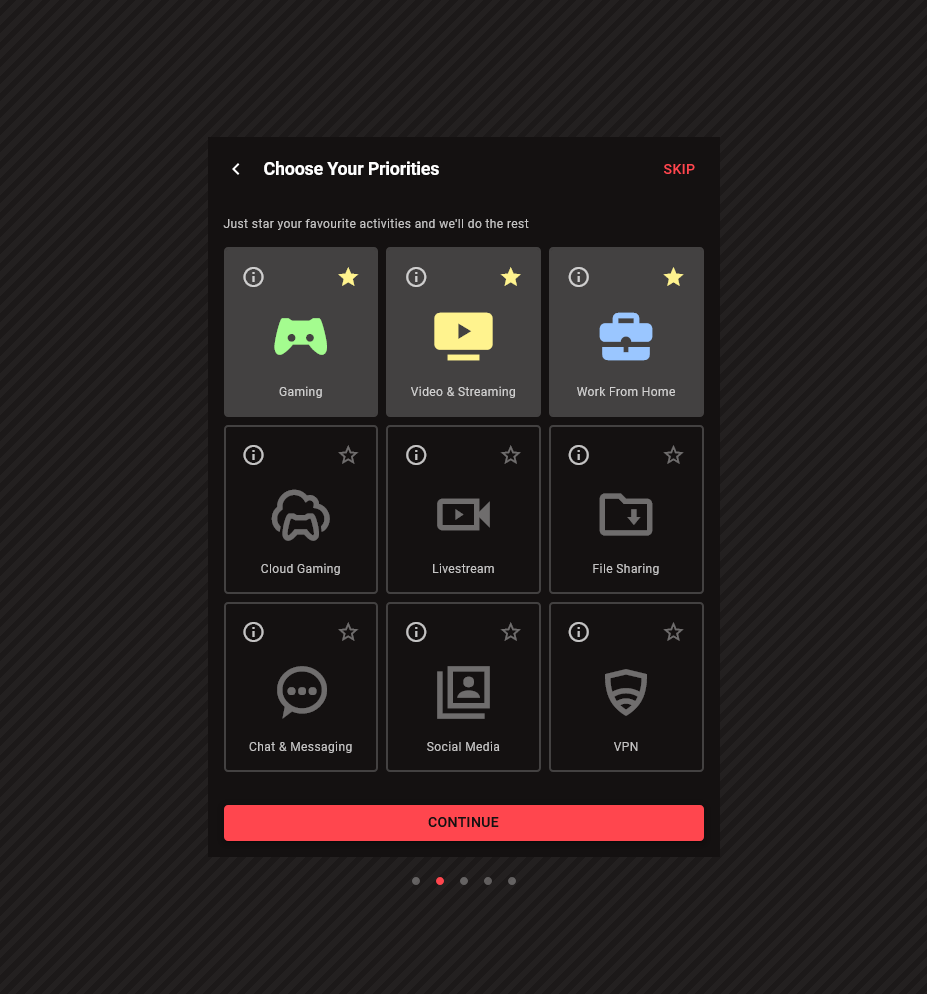 Choose Your Priorities
SKIP
Just star your favourite activities and we'll do the rest
Gaming
Video & Streaming
Work From Home
Cloud Gaming
Livestream
File Sharing
Chat & Messaging
Social Media
VPN
CONTINUE